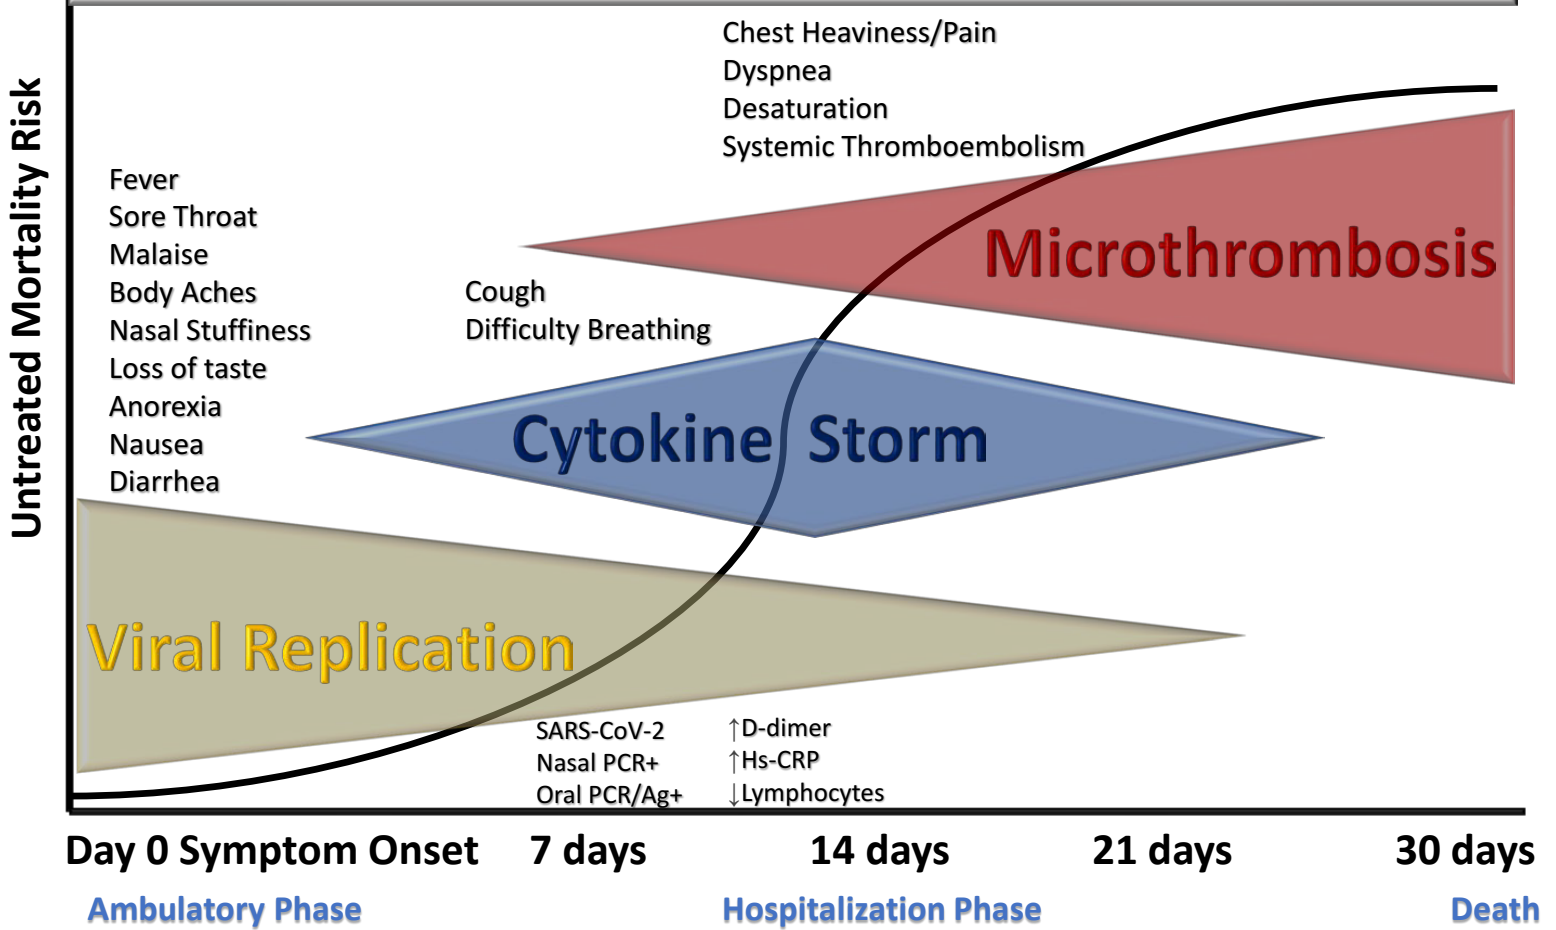 Untreated Mortality Risk
Chest Heaviness/Pain
Dyspnea
Desaturation
Systemic Thromboembolism
Fever
Sore Throat
Malaise
Body Aches
Nasal Stuffiness
Loss of taste
Anorexia
Nausea
Diarrhea
Cough
Difficulty Breathing
Microthrombosis
Cytokine Storm
Viral Replication
SARS-CoV-2
Nasal PCR+
Oral PCR/Ag+
↑D-dimer
↑Hs-CRP
↓Lymphocytes
Day 0 Symptom Onset 7 days 14 days 21 days 30 days
Ambulatory Phase Hospitalization Phase Death